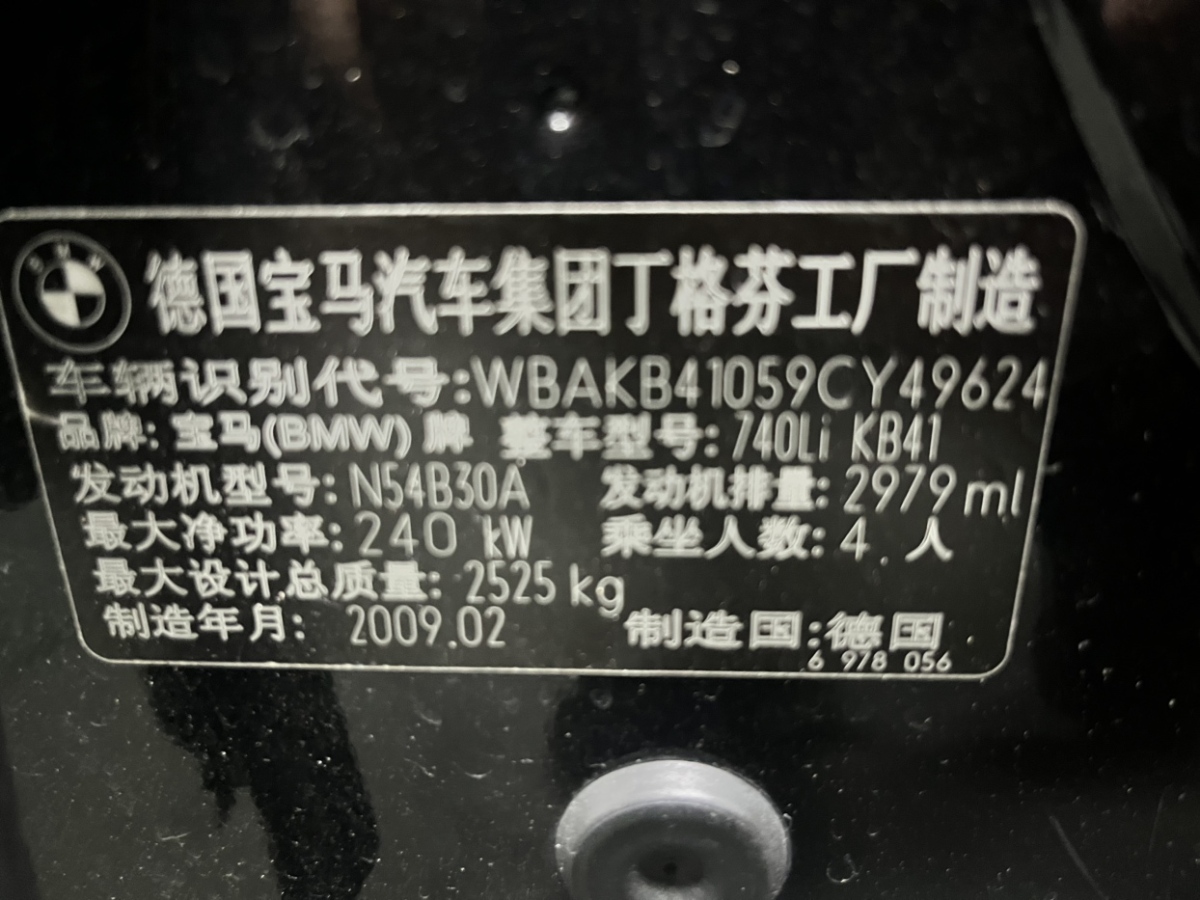 BMW
德国宝马汽车集团丁格芬工厂制造
车辆识别代号:WBAKB41059CY49624
品牌: 宝马(BMW) 牌 整车型号: 740Li KB41
发动机型号: N54B30A 发动机排量: 2979 ml
最大净功率: 240 kW 乘坐人数: 4 人
最大设计总质量: 2525 kg
制造年月: 2009.02 制造国:德国
6 978 056